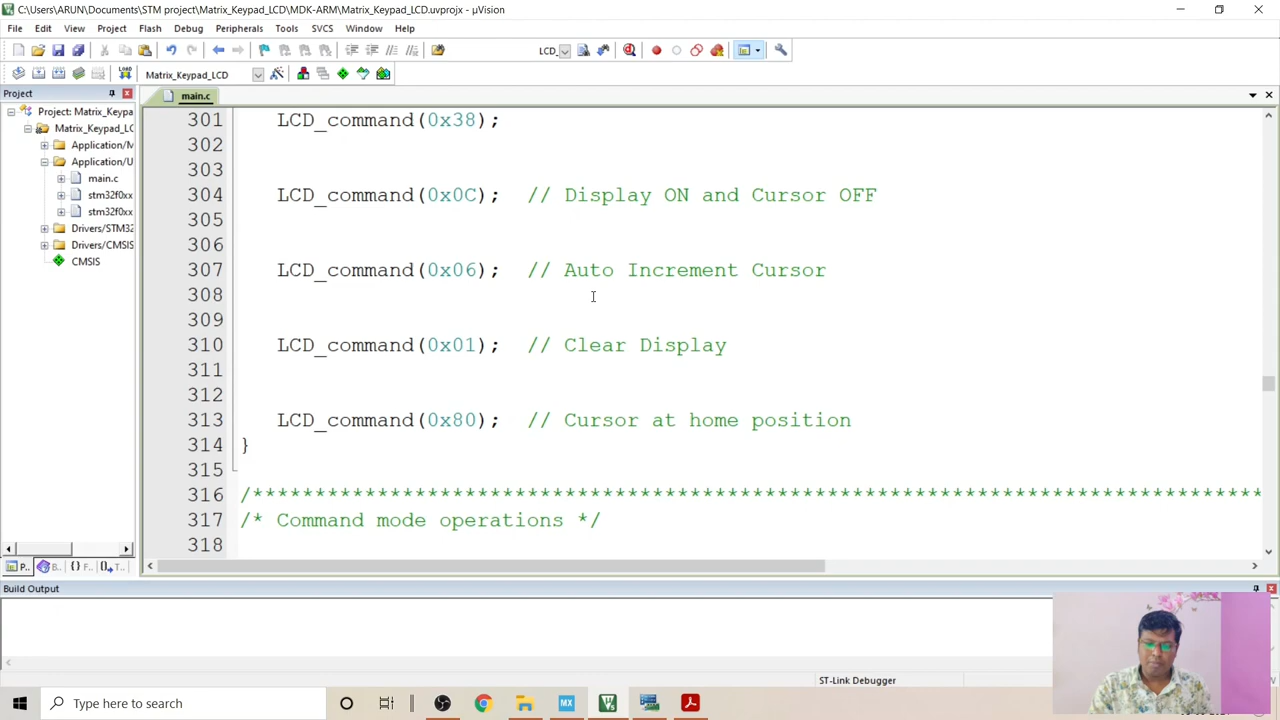 C:\Users\ARUN\Documents\STM project\Matrix_Keypad_LCD\MDK-ARM\Matrix_Keypad_LCD.uvprojx - µVision
File Edit View Project Flash Debug Peripherals Tools SVCS Window Help
LCD_
Matrix_Keypad_LCD
Project
main.c
Project: Matrix_Keypa
Matrix_Keypad_LC
Application/M
Application/U
main.c
stm32f0xx
stm32f0xx
Drivers/STM32
Drivers/CMSIS
CMSIS
301 LCD_command(0x38);
302
303
304 LCD_command(0x0C); // Display ON and Cursor OFF
305
306
307 LCD_command(0x06); // Auto Increment Cursor
308
309
310 LCD_command(0x01); // Clear Display
311
312
313 LCD_command(0x80); // Cursor at home position
314 }
315
316 /**********************************************************************************
317 /* Command mode operations */
318
P.. B.. {} F.. T..
Build Output
ST-Link Debugger
Type here to search
MX